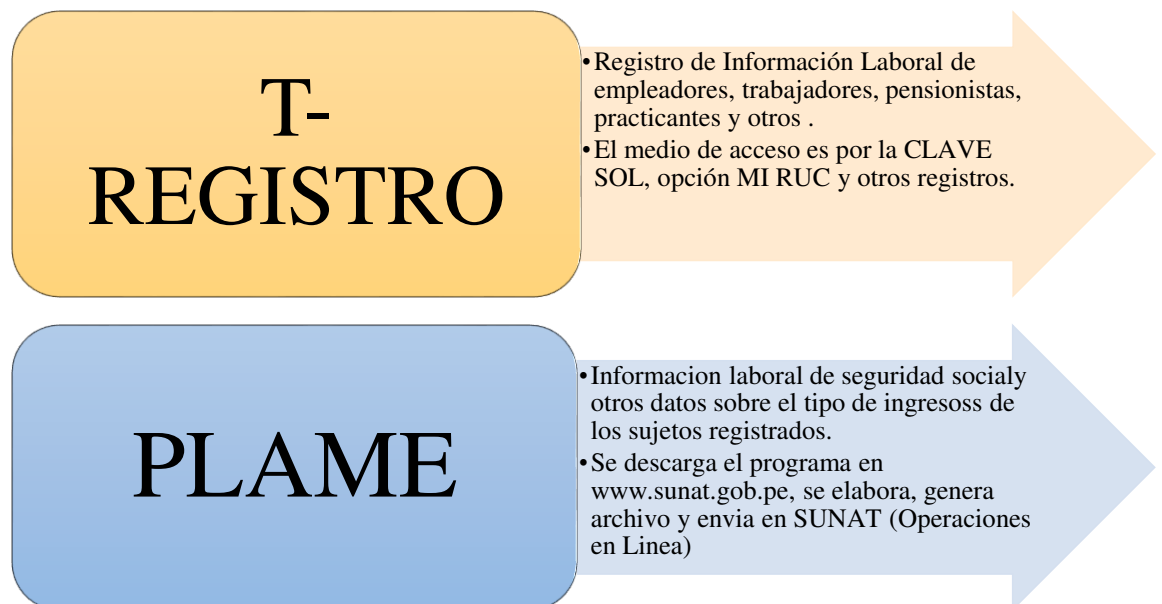 T-
REGISTRO
•Registro de Información Laboral de
empleadores, trabajadores, pensionistas,
practicantes y otros .
•El medio de acceso es por la CLAVE
SOL, opción MI RUC y otros registros.
PLAME
•Informacion laboral de seguridad socialy
otros datos sobre el tipo de ingresoss de
los sujetos registrados.
•Se descarga el programa en
www.sunat.gob.pe, se elabora, genera
archivo y envia en SUNAT (Operaciones
en Linea)